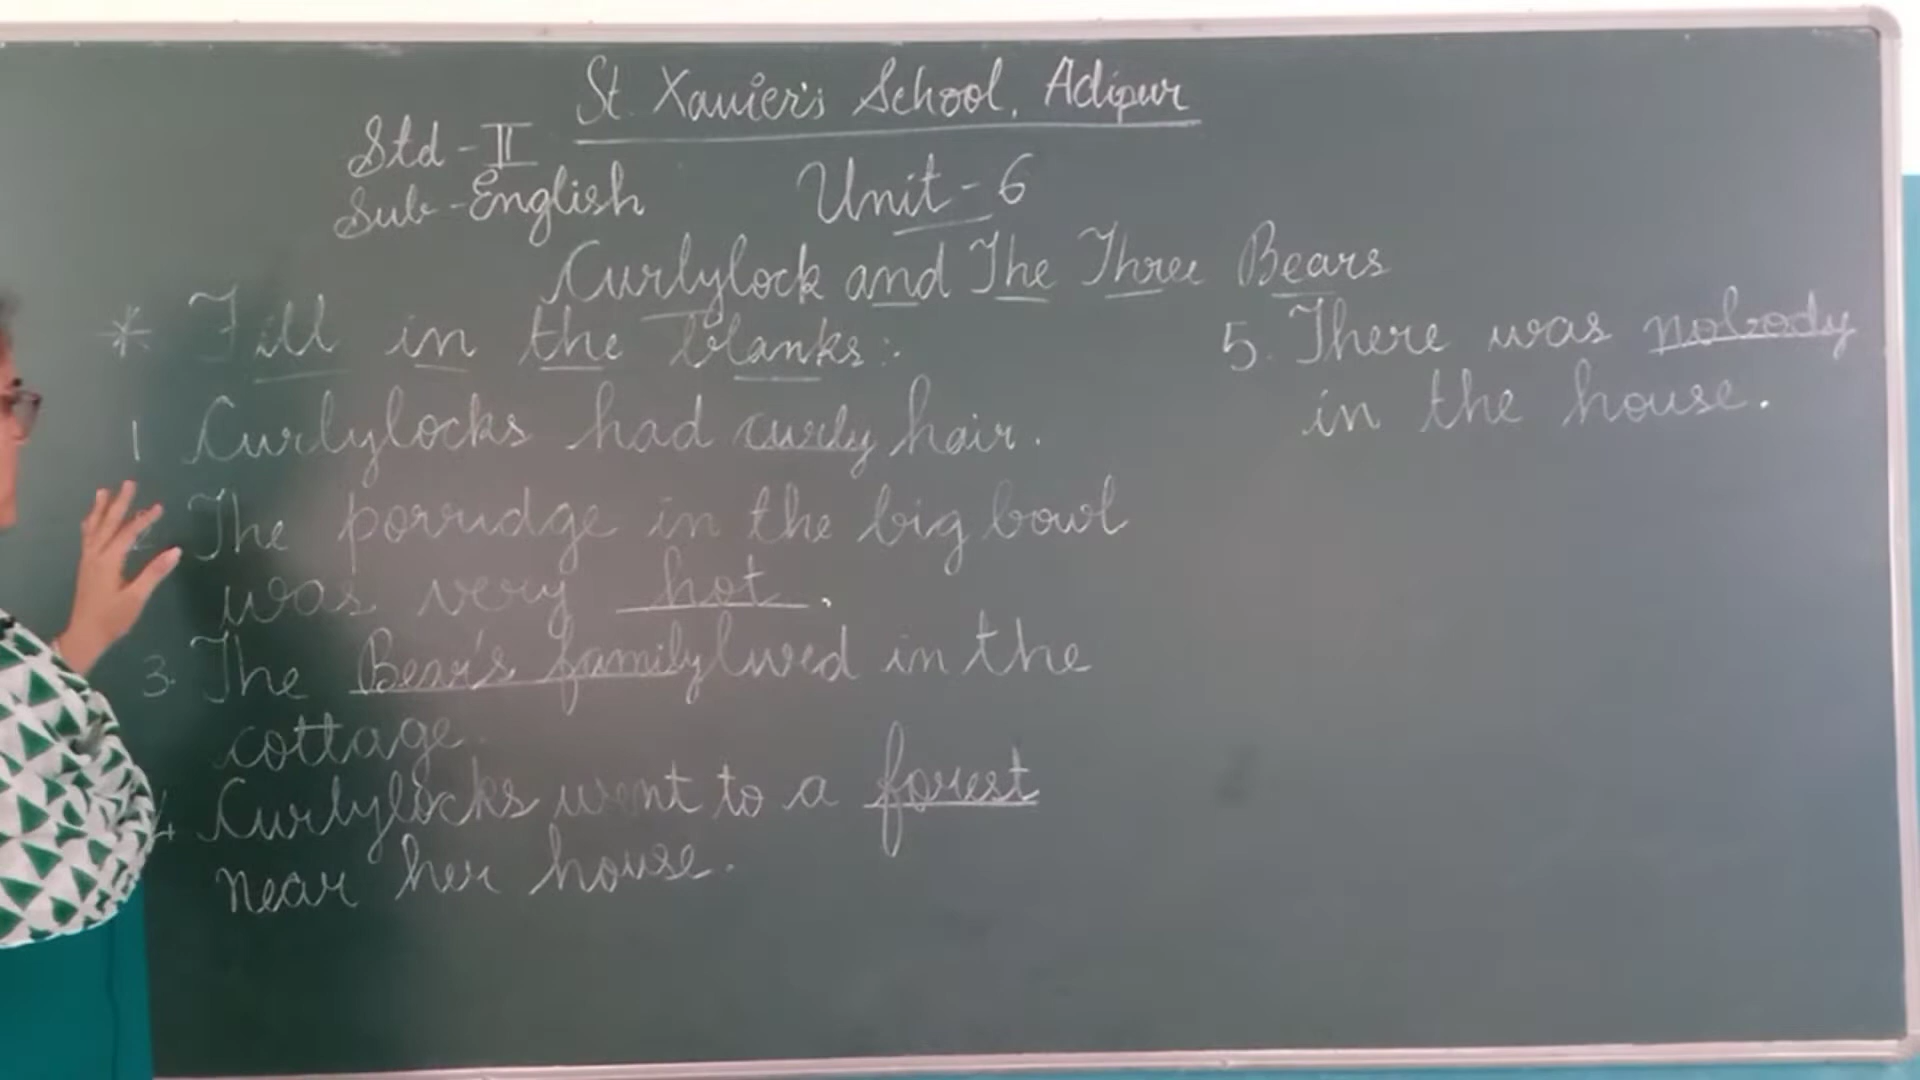 St. Xavier's School, Adipur
Std - II
Sub - English
Unit - 6
Curlylock and The Three Bears
* Fill in the blanks:
1 Curlylocks had curly hair.
2 The porridge in the big bowl
was very hot.
3. The Bear's family lived in the
cottage.
4. Curlylocks went to a forest
near her house.
5. There was nobody
in the house.